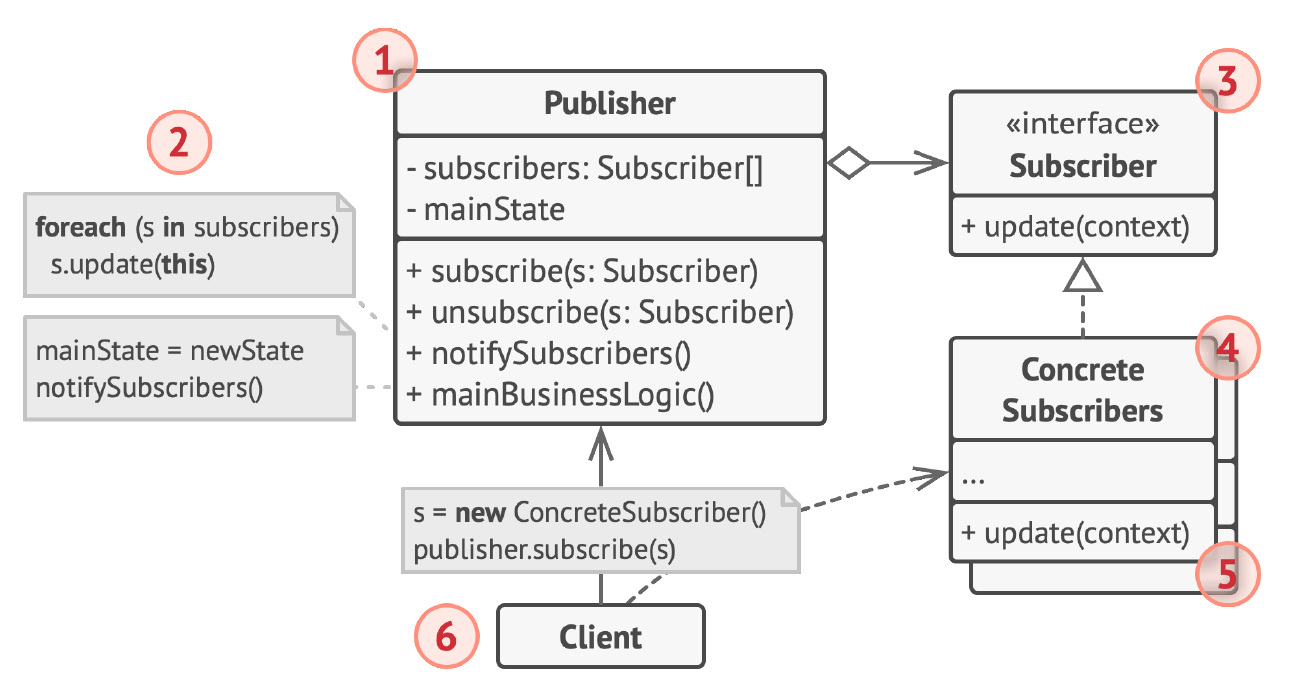 1
Publisher
- subscribers: Subscriber[]
- mainState
+ subscribe(s: Subscriber)
+ unsubscribe(s: Subscriber)
+ notifySubscribers()
+ mainBusinessLogic()
2
foreach (s in subscribers)
s.update(this)
mainState = newState
notifySubscribers()
3
«interface»
Subscriber
+ update(context)
4
Concrete
Subscribers
...
+ update(context)
5
s = new ConcreteSubscriber()
publisher.subscribe(s)
6
Client